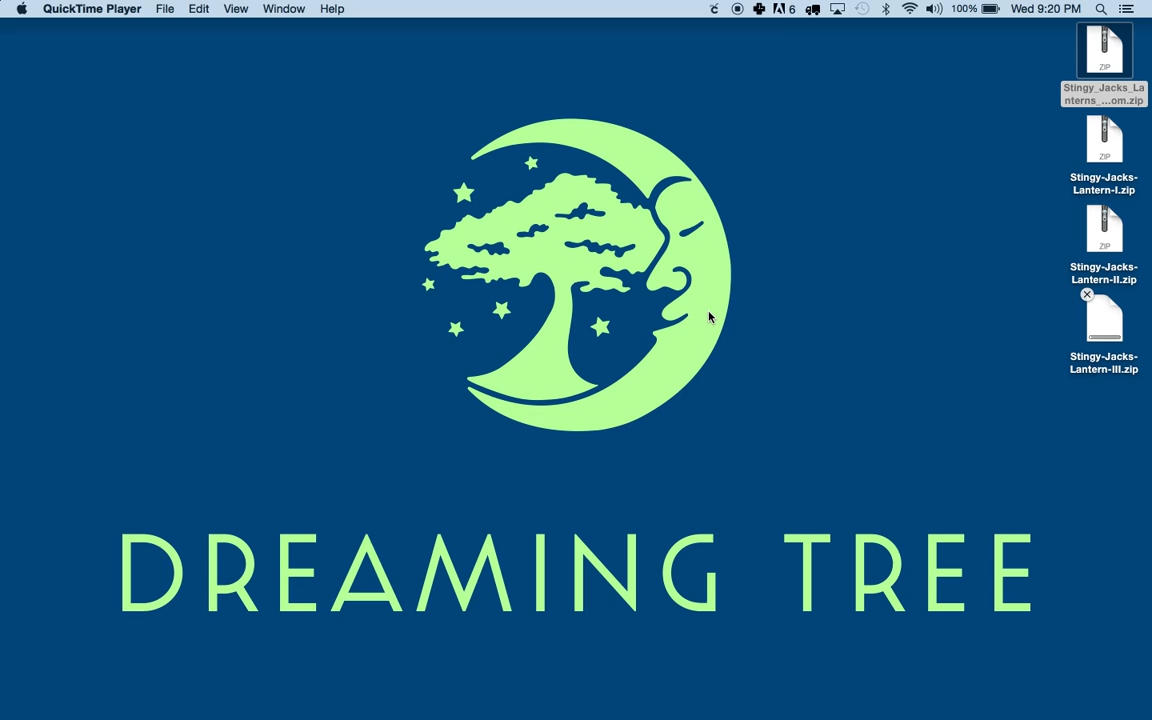 QuickTime Player File Edit View Window Help 6 100% Wed 9:20 PM
ZIP
Stingy_Jacks_La
nterns_...om.zip
ZIP
Stingy-Jacks-
Lantern-I.zip
ZIP
Stingy-Jacks-
Lantern-II.zip
Stingy-Jacks-
Lantern-III.zip
DREAMING TREE